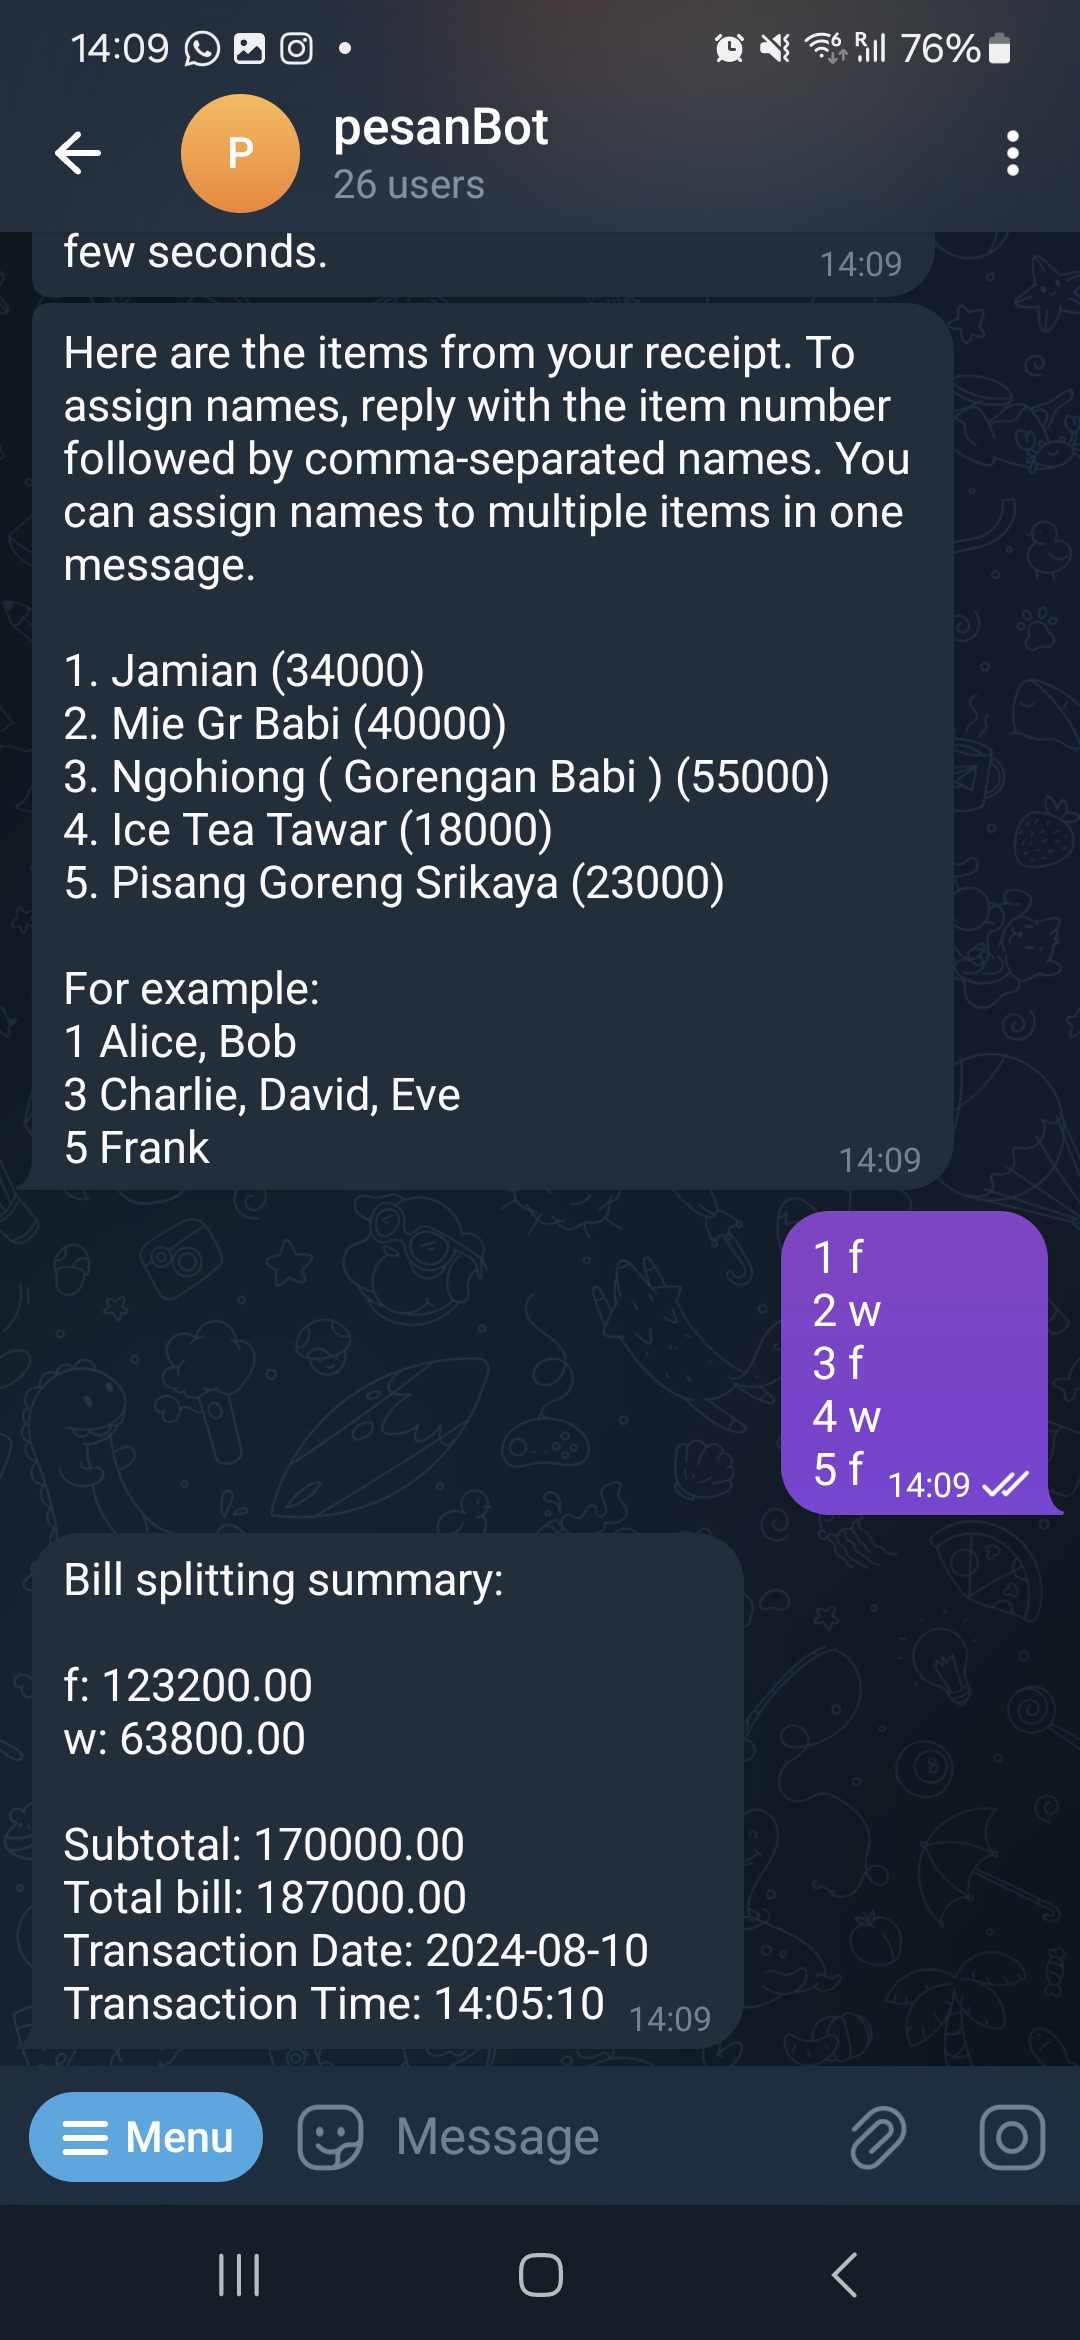 14:09
76%
P
pesanBot
26 users
few seconds.
14:09
Here are the items from your receipt. To
assign names, reply with the item number
followed by comma-separated names. You
can assign names to multiple items in one
message.
1. Jamian (34000)
2. Mie Gr Babi (40000)
3. Ngohiong ( Gorengan Babi ) (55000)
4. Ice Tea Tawar (18000)
5. Pisang Goreng Srikaya (23000)
For example:
1 Alice, Bob
3 Charlie, David, Eve
5 Frank
14:09
1 f
2 w
3 f
4 w
5 f
14:09
Bill splitting summary:
f: 123200.00
w: 63800.00
Subtotal: 170000.00
Total bill: 187000.00
Transaction Date: 2024-08-10
Transaction Time: 14:05:10
14:09
Menu
Message